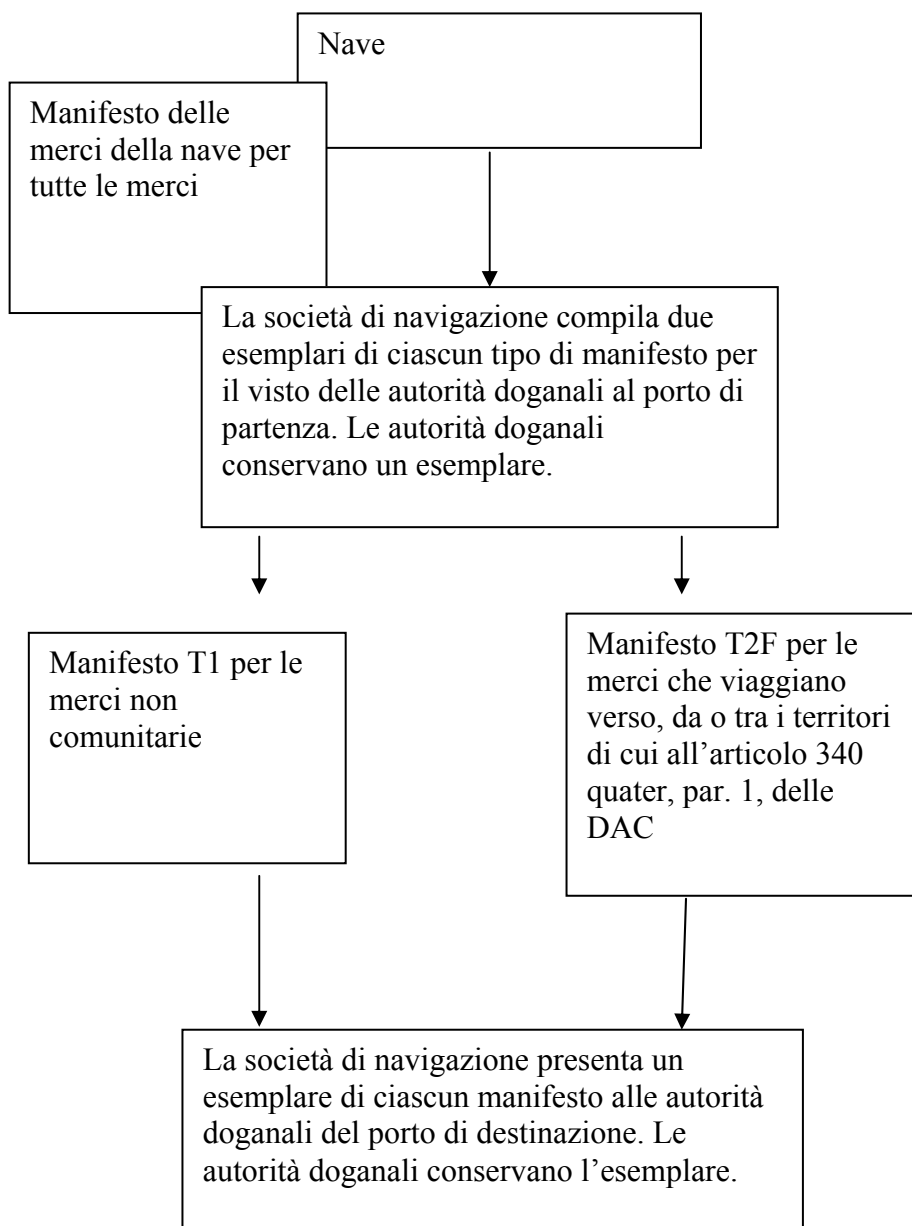 Nave
Manifesto delle
merci della nave per
tutte le merci
La società di navigazione compila due
esemplari di ciascun tipo di manifesto per
il visto delle autorità doganali al porto di
partenza. Le autorità doganali
conservano un esemplare.
Manifesto T1 per le
merci non
comunitarie
Manifesto T2F per le
merci che viaggiano
verso, da o tra i territori
di cui all’articolo 340
quater, par. 1, delle
DAC
La società di navigazione presenta un
esemplare di ciascun manifesto alle autorità
doganali del porto di destinazione. Le
autorità doganali conservano l’esemplare.